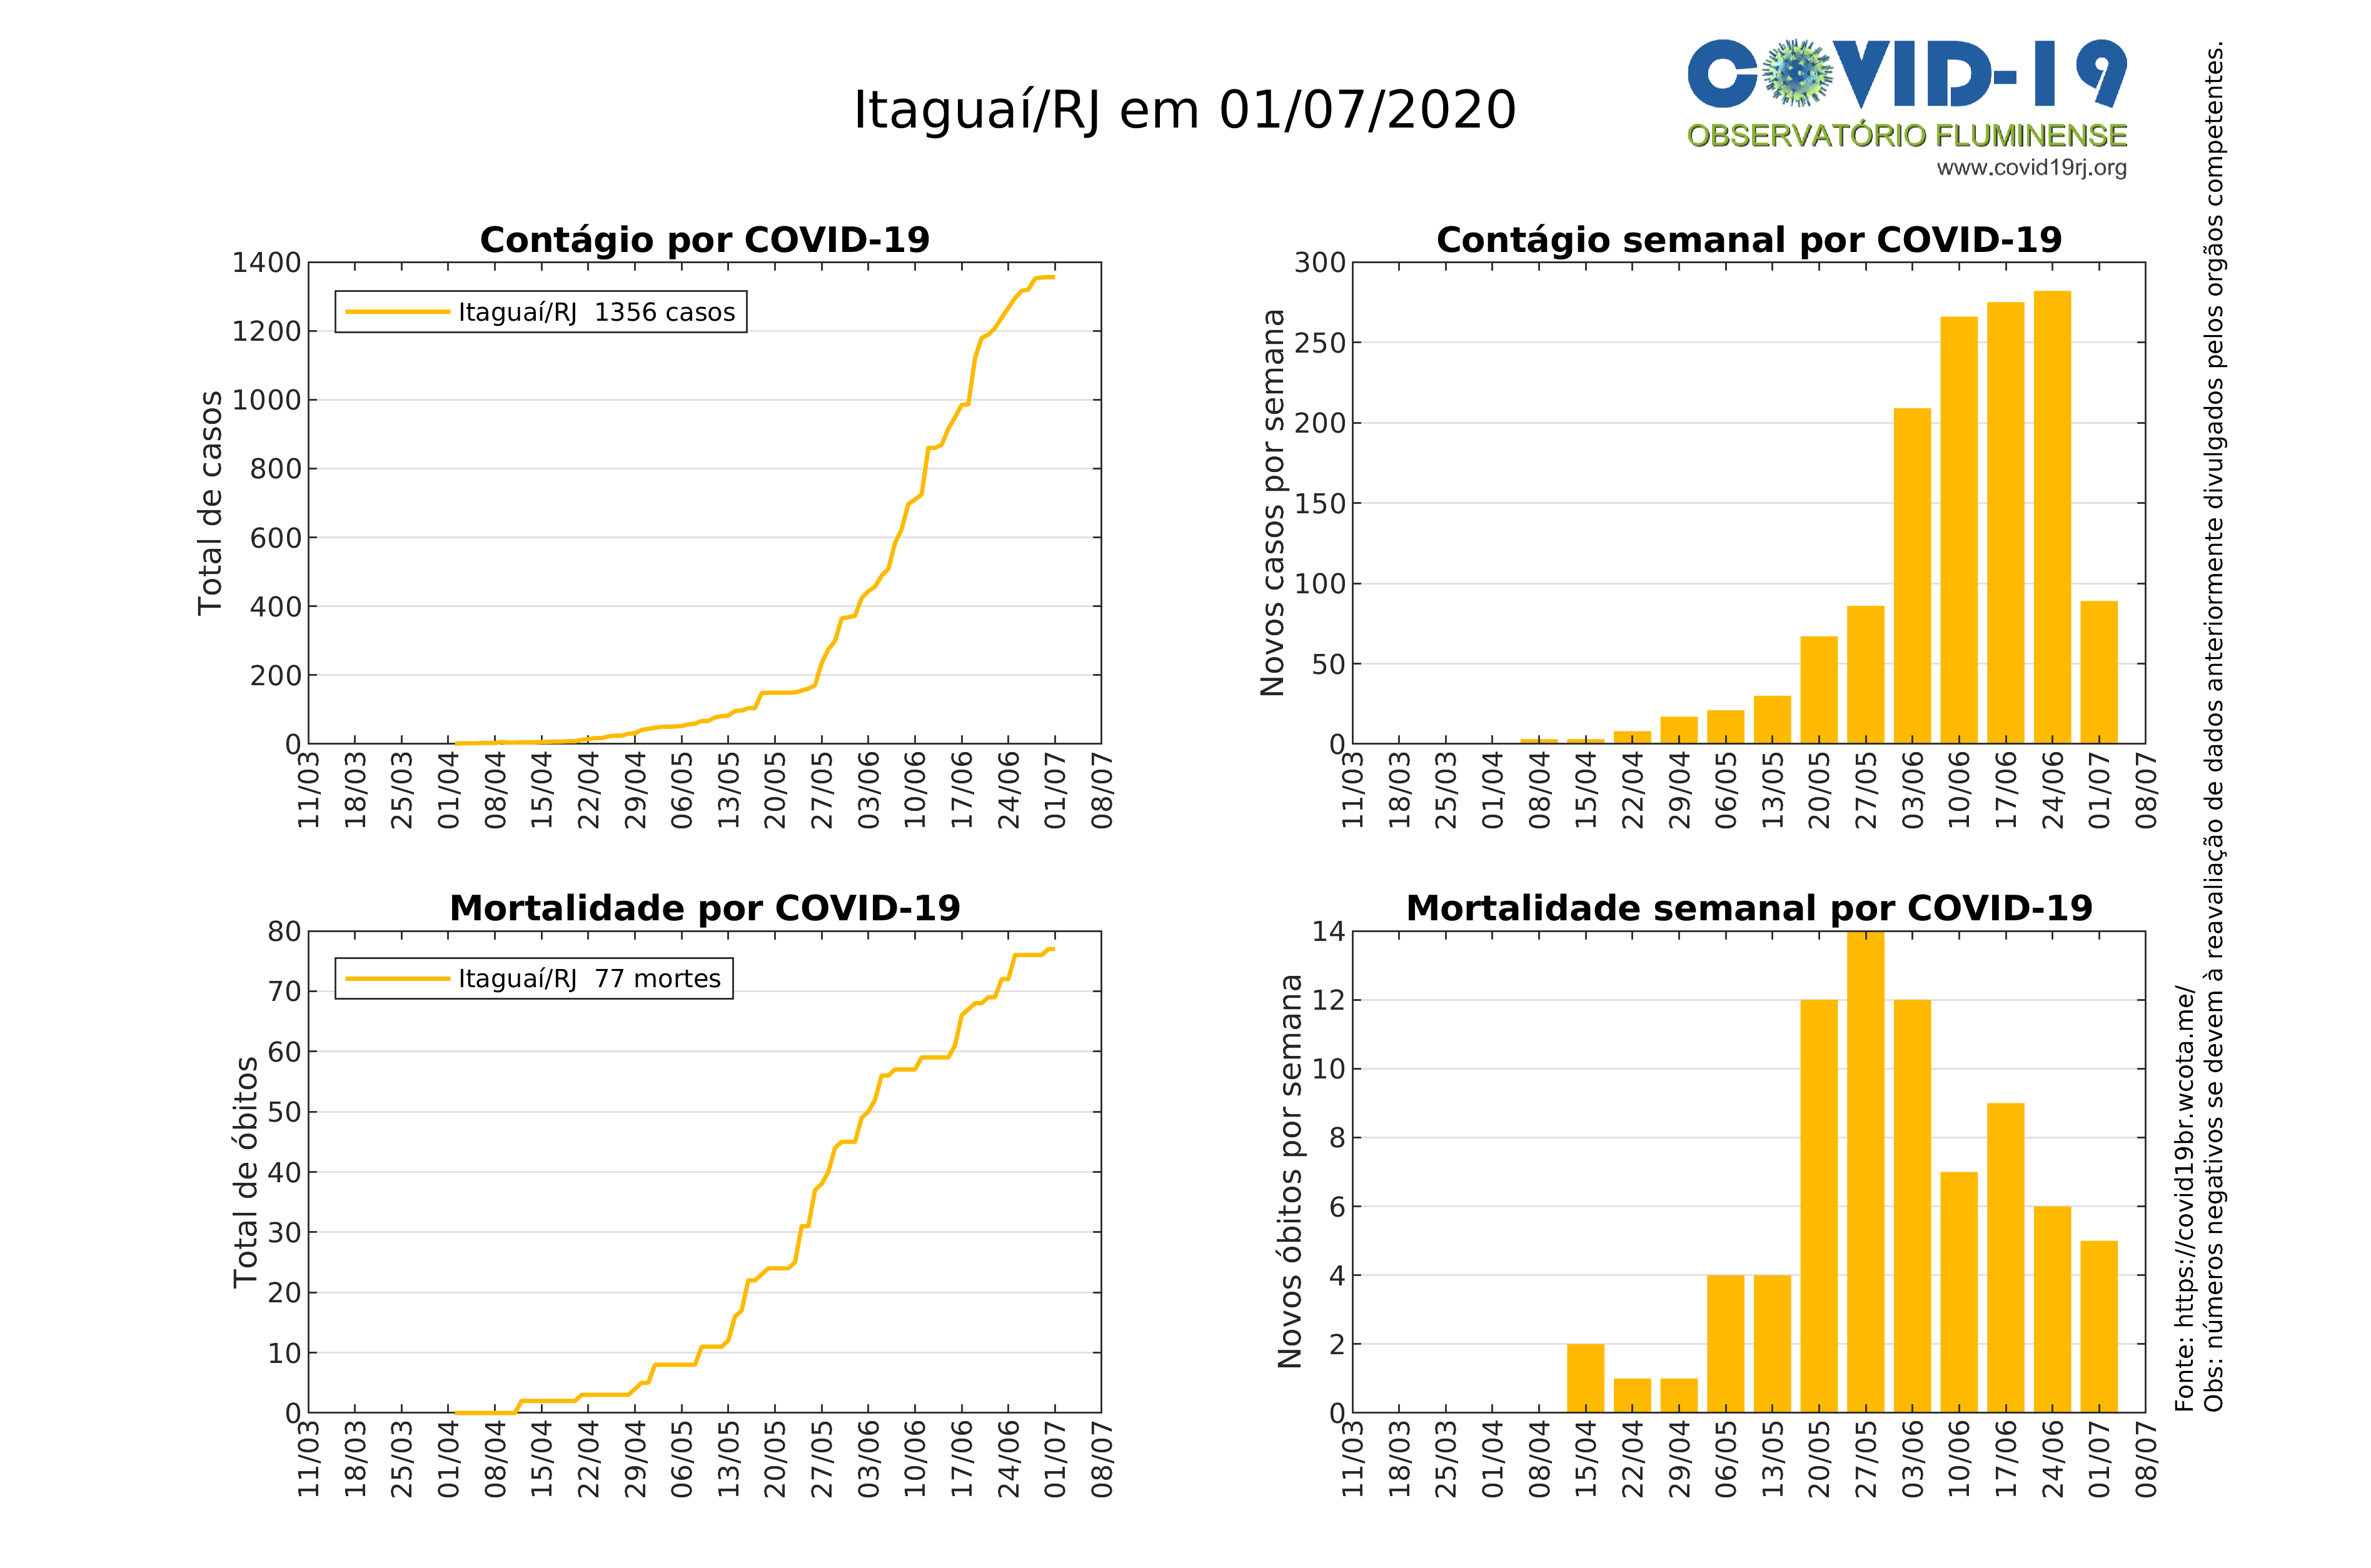 Itaguaí/RJ em 01/07/2020
COVID-19
OBSERVATÓRIO FLUMINENSE
www.covid19rj.org
Contágio por COVID-19
Total de casos
1400
1200
1000
800
600
400
200
0
Itaguaí/RJ 1356 casos
11/03 18/03 25/03 01/04 08/04 15/04 22/04 29/04 06/05 13/05 20/05 27/05 03/06 10/06 17/06 24/06 01/07 08/07
Contágio semanal por COVID-19
Novos casos por semana
300
250
200
150
100
50
0
11/03 18/03 25/03 01/04 08/04 15/04 22/04 29/04 06/05 13/05 20/05 27/05 03/06 10/06 17/06 24/06 01/07 08/07
Mortalidade por COVID-19
Total de óbitos
80
70
60
50
40
30
20
10
0
Itaguaí/RJ 77 mortes
11/03 18/03 25/03 01/04 08/04 15/04 22/04 29/04 06/05 13/05 20/05 27/05 03/06 10/06 17/06 24/06 01/07 08/07
Mortalidade semanal por COVID-19
Novos óbitos por semana
14
12
10
8
6
4
2
0
11/03 18/03 25/03 01/04 08/04 15/04 22/04 29/04 06/05 13/05 20/05 27/05 03/06 10/06 17/06 24/06 01/07 08/07
Fonte: https://covid19br.wcota.me/
Obs: números negativos se devem à reavaliação de dados anteriormente divulgados pelos orgãos competentes.